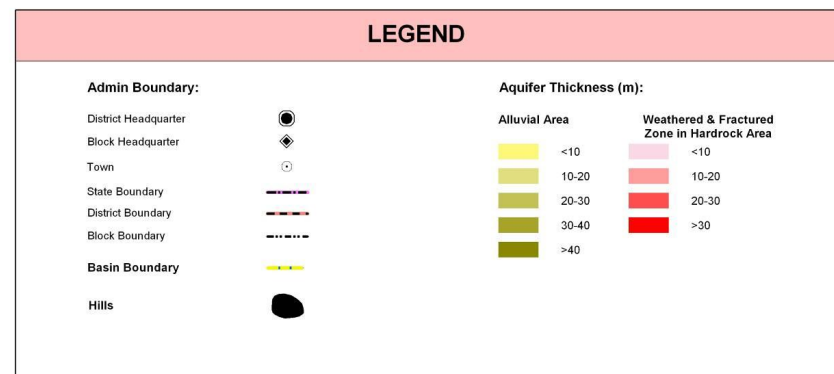 LEGEND
Admin Boundary:
District Headquarter
Block Headquarter
Town
State Boundary
District Boundary
Block Boundary
Basin Boundary
Hills
Aquifer Thickness (m):
Alluvial Area
<10
10-20
20-30
30-40
>40
Weathered & Fractured
Zone in Hardrock Area
<10
10-20
20-30
>30